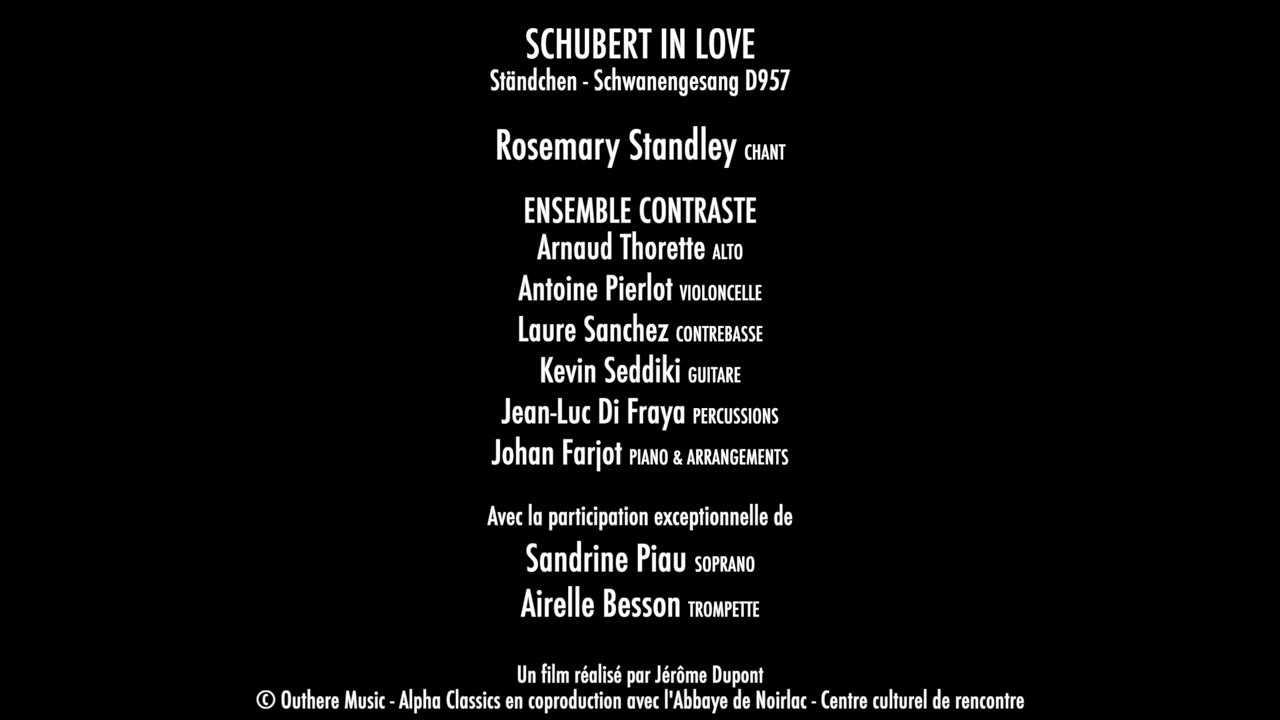 SCHUBERT IN LOVE
Ständchen - Schwanengesang D957
Rosemary Standley CHANT
ENSEMBLE CONTRASTE
Arnaud Thorette ALTO
Antoine Pierlot VIOLONCELLE
Laure Sanchez CONTREBASSE
Kevin Seddiki GUITARE
Jean-Luc Di Fraya PERCUSSIONS
Johan Farjot PIANO & ARRANGEMENTS
Avec la participation exceptionnelle de
Sandrine Piau SOPRANO
Airelle Besson TROMPETTE
Un film réalisé par Jérôme Dupont
© Outhere Music - Alpha Classics en coproduction avec l'Abbaye de Noirlac - Centre culturel de rencontre